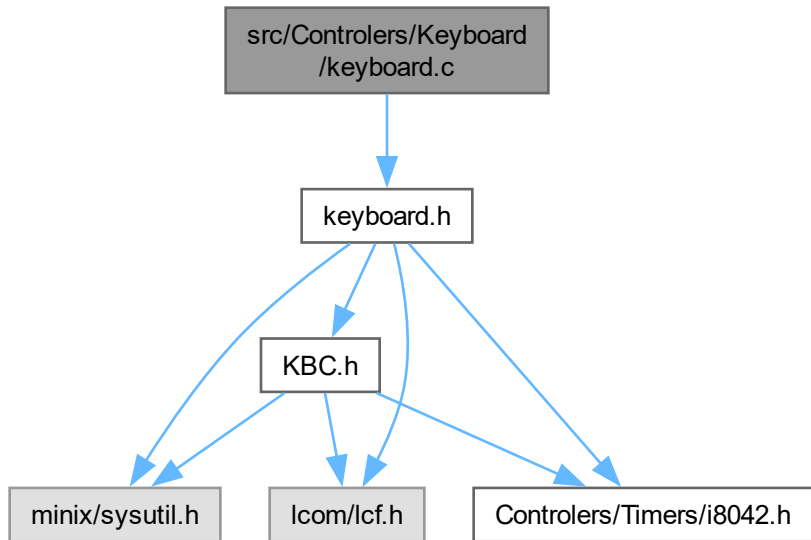 src/Controlers/Keyboard
/keyboard.c
keyboard.h
KBC.h
minix/sysutil.h
lcom/lcf.h
Controlers/Timers/i8042.h